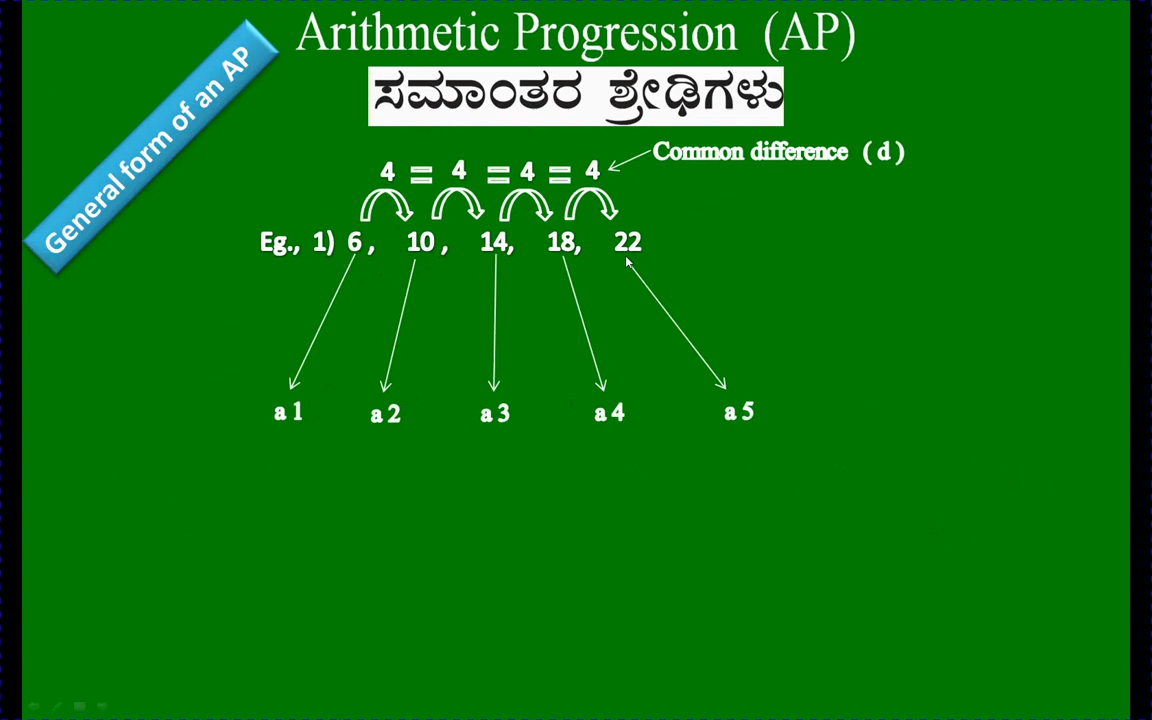 Arithmetic Progression (AP)
ಸಮಾಂತರ ಶ್ರೇಢಿಗಳು
General form of an AP
4 = 4 = 4 = 4
Common difference ( d )
Eg., 1) 6 , 10 , 14, 18, 22
a 1 a 2 a 3 a 4 a 5